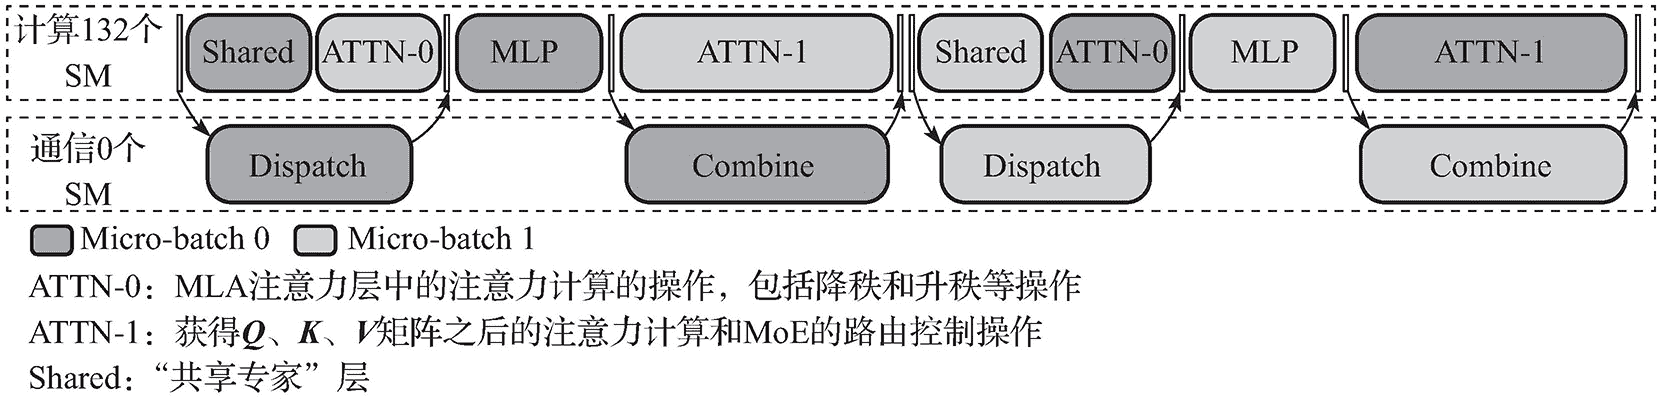 计算132个
SM
Shared ATTN-0 MLP ATTN-1 Shared ATTN-0 MLP ATTN-1
通信0个
SM
Dispatch Combine Dispatch Combine
Micro-batch 0 Micro-batch 1
ATTN-0：MLA注意力层中的注意力计算的操作，包括降秩和升秩等操作
ATTN-1：获得Q、K、V矩阵之后的注意力计算和MoE的路由控制操作
Shared：“共享专家”层